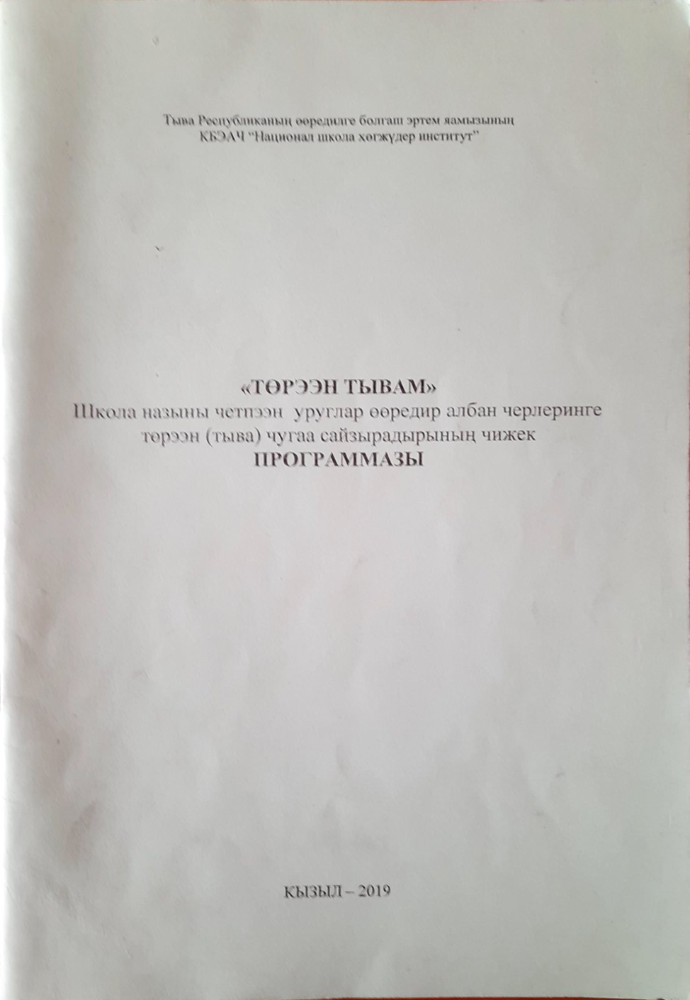 Тыва Республиканың өөредилге болгаш эртем яамызының
КБЭАЧ “Национал школа хөгжүдер институт”
«ТӨРЭЭН ТЫВАМ»
Школа назыны четпээн уруглар өөредир албан черлеринге
төрээн (тыва) чугаа сайзырадырының чижек
ПРОГРАММАЗЫ
КЫЗЫЛ – 2019